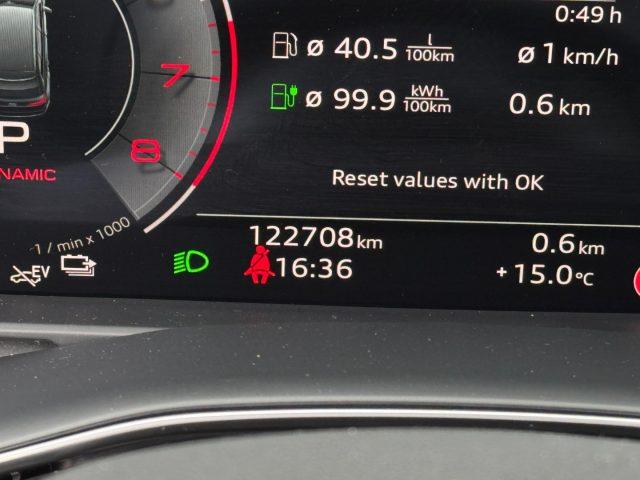 0:49 h
ø 40.5 l/100km ø 1 km/h
7
ø 99.9 kWh/100km 0.6 km
P
8
NAMIC
Reset values with OK
1 / min x 1000
122708 km 0.6 km
EV
16:36 +15.0°C